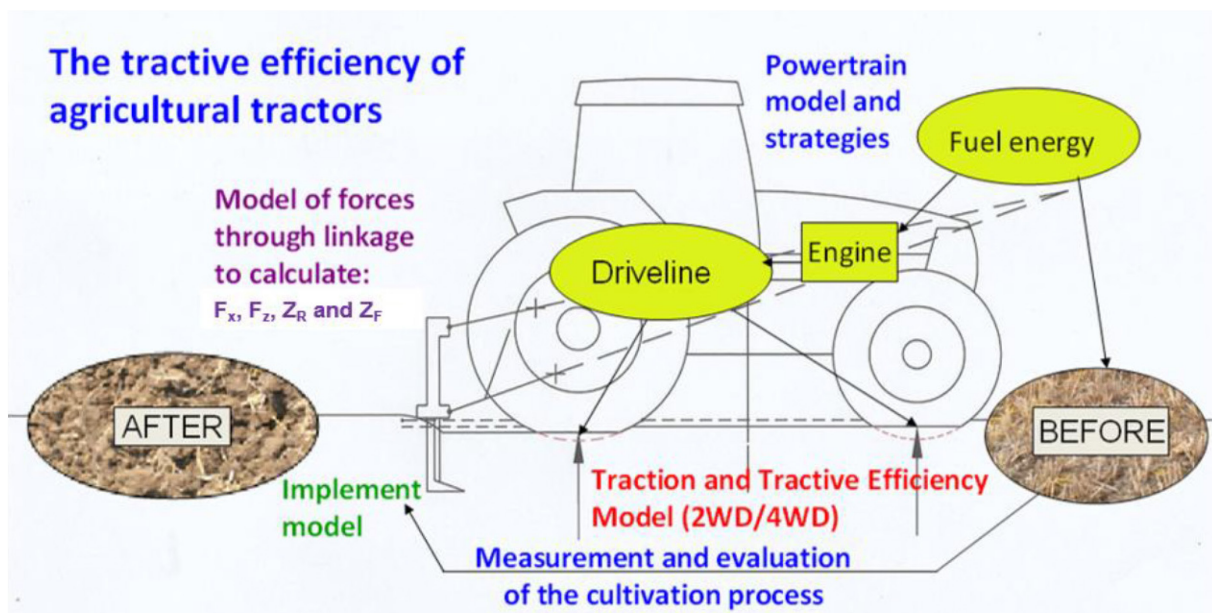 The tractive efficiency of
agricultural tractors
Powertrain
model and
strategies
Fuel energy
Model of forces
through linkage
to calculate:
Fx, Fz, ZR and ZF
Engine
Driveline
AFTER
BEFORE
Implement
model
Traction and Tractive Efficiency
Model (2WD/4WD)
Measurement and evaluation
of the cultivation process